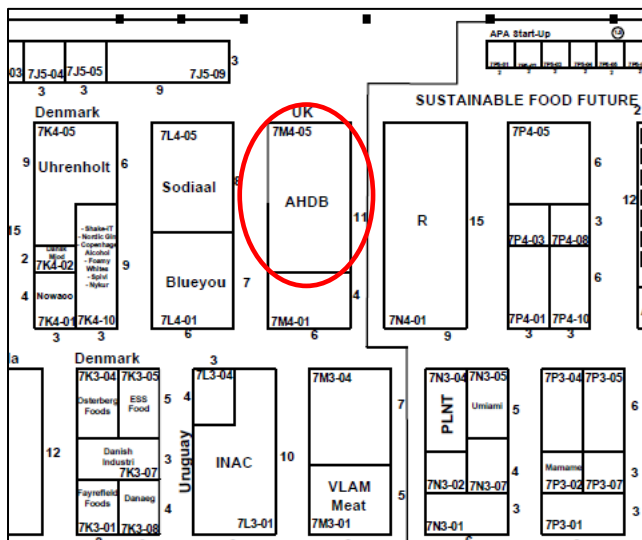 APA Start-Up
03 7J5-04 7J5-05 7J5-09 3
3 3 9
SUSTAINABLE FOOD FUTURE
Denmark UK 2
7K4-05 7L4-05 7M4-05 7P4-05
9 Uhrenholt 6 Sodiaal 8 AHDB 11 R 15 6 12
- Shake-IT
- Nordic Gin
- Copenhagen
Alcohol
- Foamy
Whites
- Spivi
- Nykur
15 2 7K4-02 9
7P4-03 7P4-08 3
4 Nowaco Blueyou 7 4 6
7K4-01 7K4-10 7L4-01 7M4-01 7N4-01 7P4-01 7P4-10
3 3 6 6 9 3 3
la Denmark 3
7K3-04 7K3-05 7L3-04 7M3-04 7N3-04 7N3-05 7P3-04 7P3-05
Osterberg
Foods
ESS
Food
5 4 7 PLNT Umiami 5 6
12 Danish
Industri
7K3-07 3
Uruguay INAC 10
VLAM
Meat 5
4 3
7N3-02 7N3-07 7P3-02 7P3-07
Fayrefield
Foods
Danaeg 4
7K3-01 7K3-08 7L3-01 7M3-01 7N3-01 3 7P3-01 3